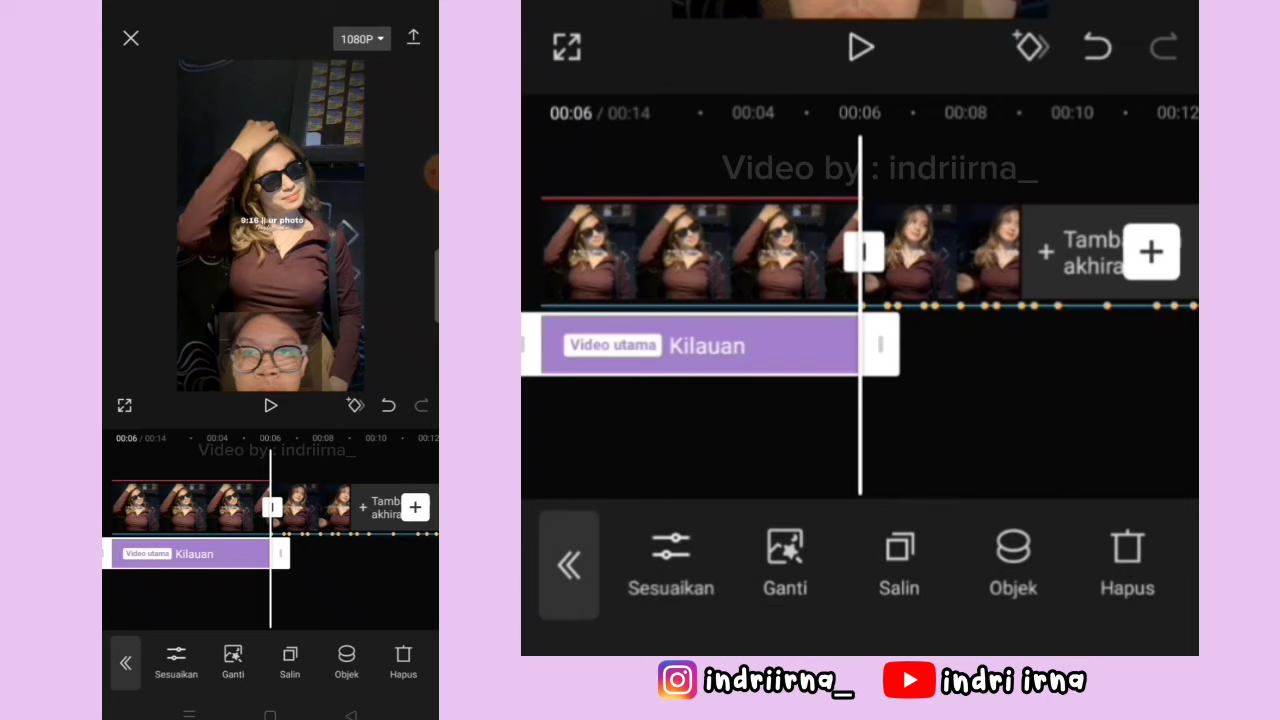 1080P
9:16 || ur photo
00:06 / 00:14
00:04
00:06
00:08
00:10
00:12
Video by : indriirna_
+ Tamb
akhira
+
Video utama Kilauan
Sesuaikan
Ganti
Salin
Objek
Hapus
00:06 / 00:14
00:04
00:06
00:08
00:10
00:12
Video by : indriirna_
+ Tamb
akhira
+
Video utama Kilauan
Sesuaikan
Ganti
Salin
Objek
Hapus
indriirna_
indri irna